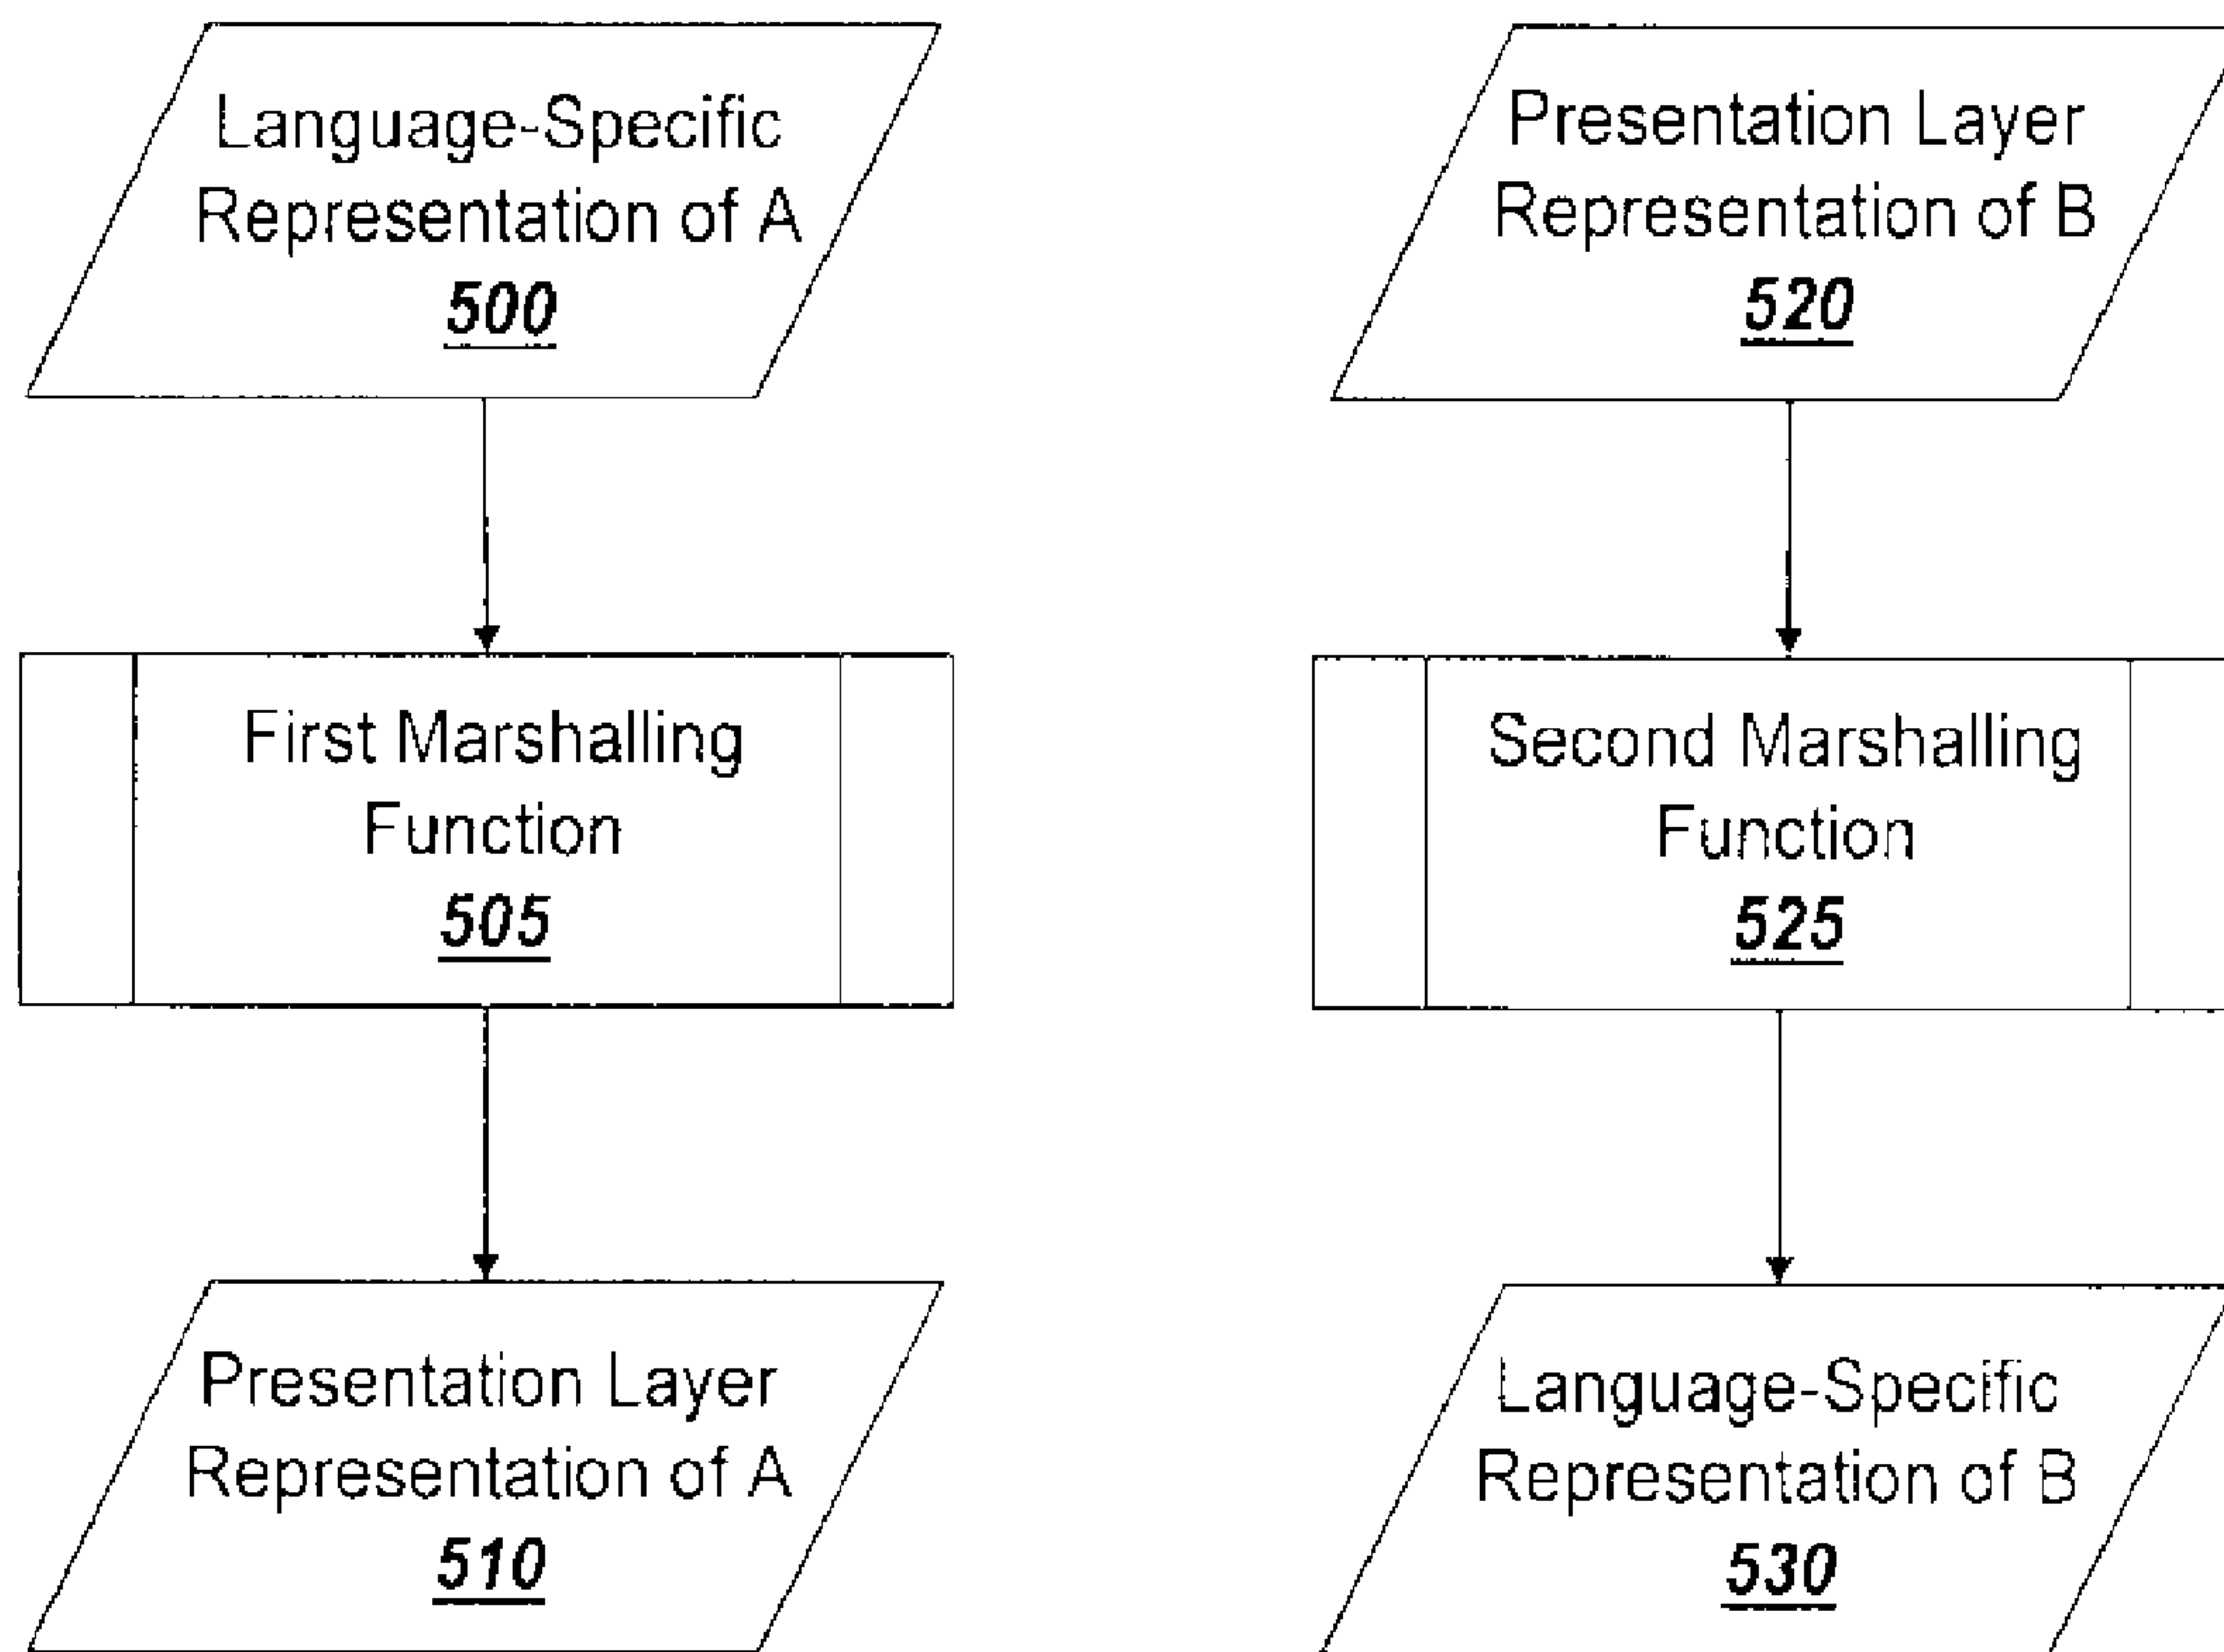 Language-Specific
Representation of A
500
First Marshalling
Function
505
Presentation Layer
Representation of A
510
Presentation Layer
Representation of B
520
Second Marshalling
Function
525
Language-Specific
Representation of B
530